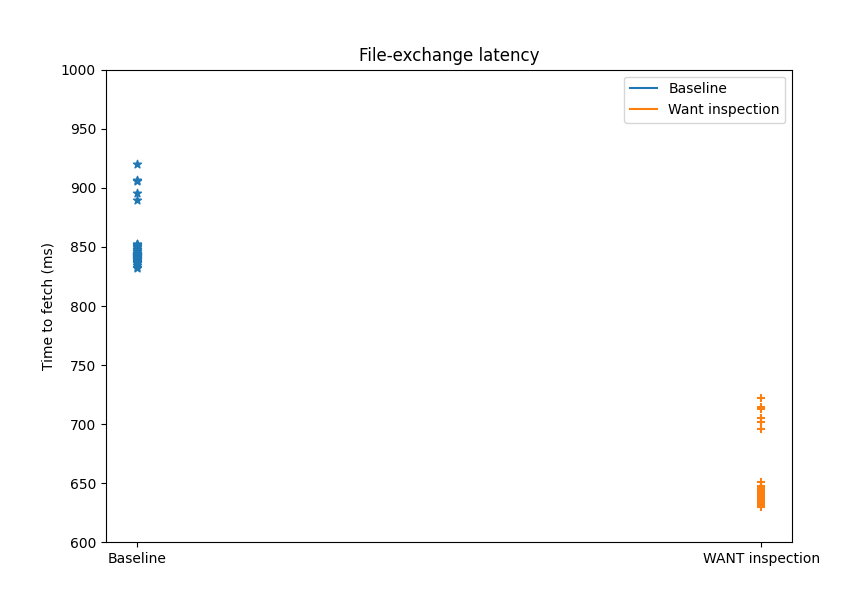 File-exchange latency
1000
950
900
850
800
750
700
650
600
Time to fetch (ms)
Baseline
Want inspection
Baseline
WANT inspection